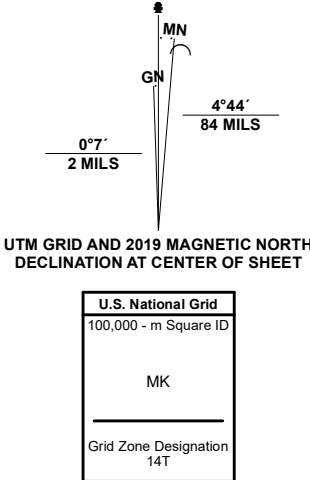 MN
GN
4°44´
84 MILS
0°7´
2 MILS
UTM GRID AND 2019 MAGNETIC NORTH
DECLINATION AT CENTER OF SHEET
U.S. National Grid
100,000 - m Square ID
MK
Grid Zone Designation
14T